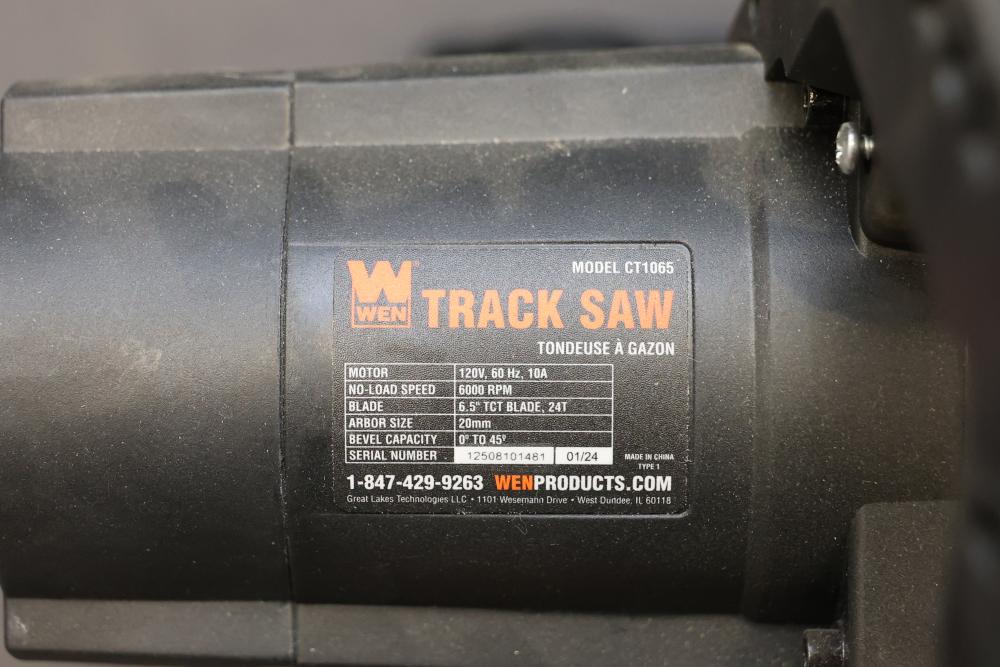 MODEL CT1065
W®
WEN
TRACK SAW
TONDEUSE À GAZON
MOTOR 120V, 60 Hz, 10A
NO-LOAD SPEED 6000 RPM
BLADE 6.5" TCT BLADE, 24T
ARBOR SIZE 20mm
BEVEL CAPACITY 0° TO 45º
SERIAL NUMBER 12508101481 01/24
MADE IN CHINA
TYPE 1
1-847-429-9263 WENPRODUCTS.COM
Great Lakes Technologies LLC • 1101 Wesemann Drive • West Dundee, IL 60118